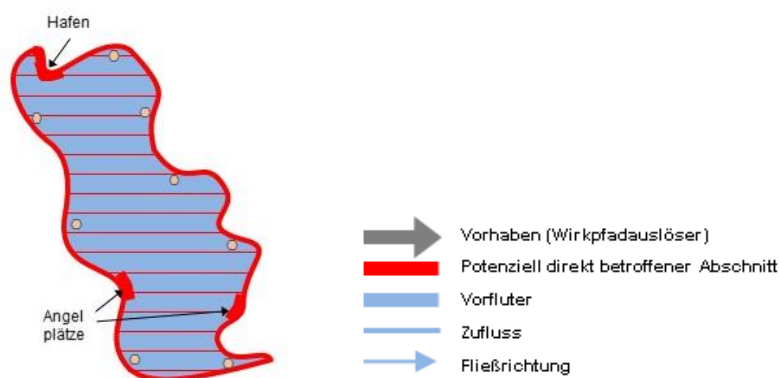 Hafen
Angel
plätze
Vorhaben (Wirkpfadauslöser)
Potenziell direkt betroffener Abschnitt
Vorfluter
Zufluss
Fließrichtung